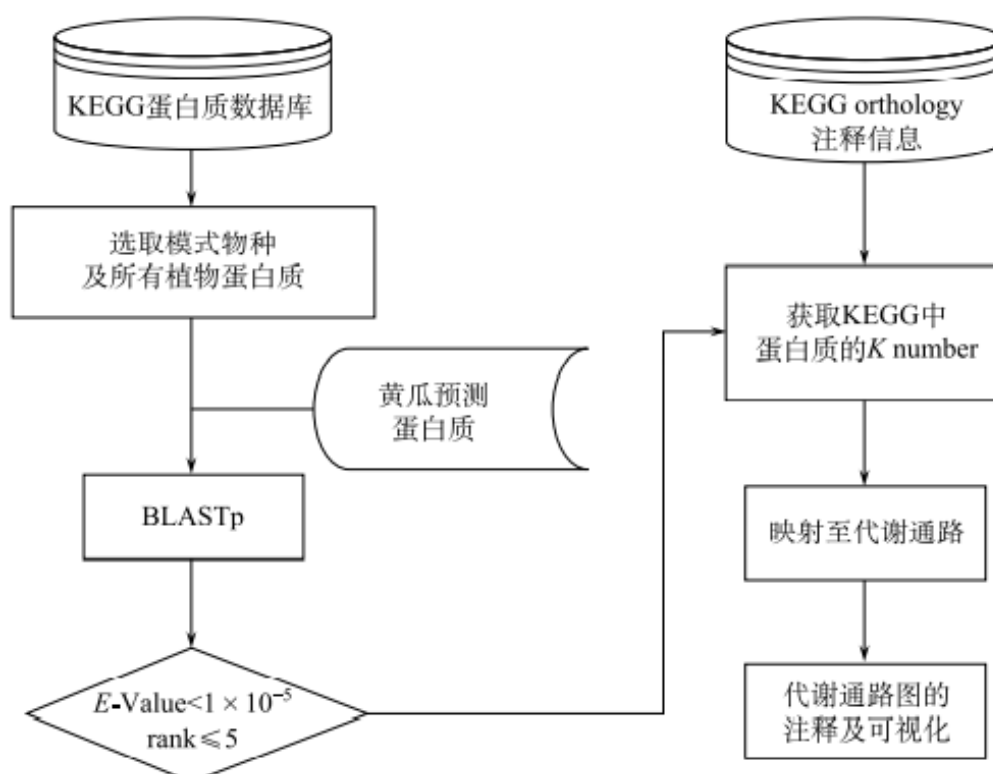 KEGG蛋白质数据库
选取模式物种
及所有植物蛋白质
黄瓜预测
蛋白质
BLASTp
E-Value<1×10⁻⁵
rank≤5
KEGG orthology
注释信息
获取KEGG中
蛋白质的K number
映射至代谢通路
代谢通路图的
注释及可视化